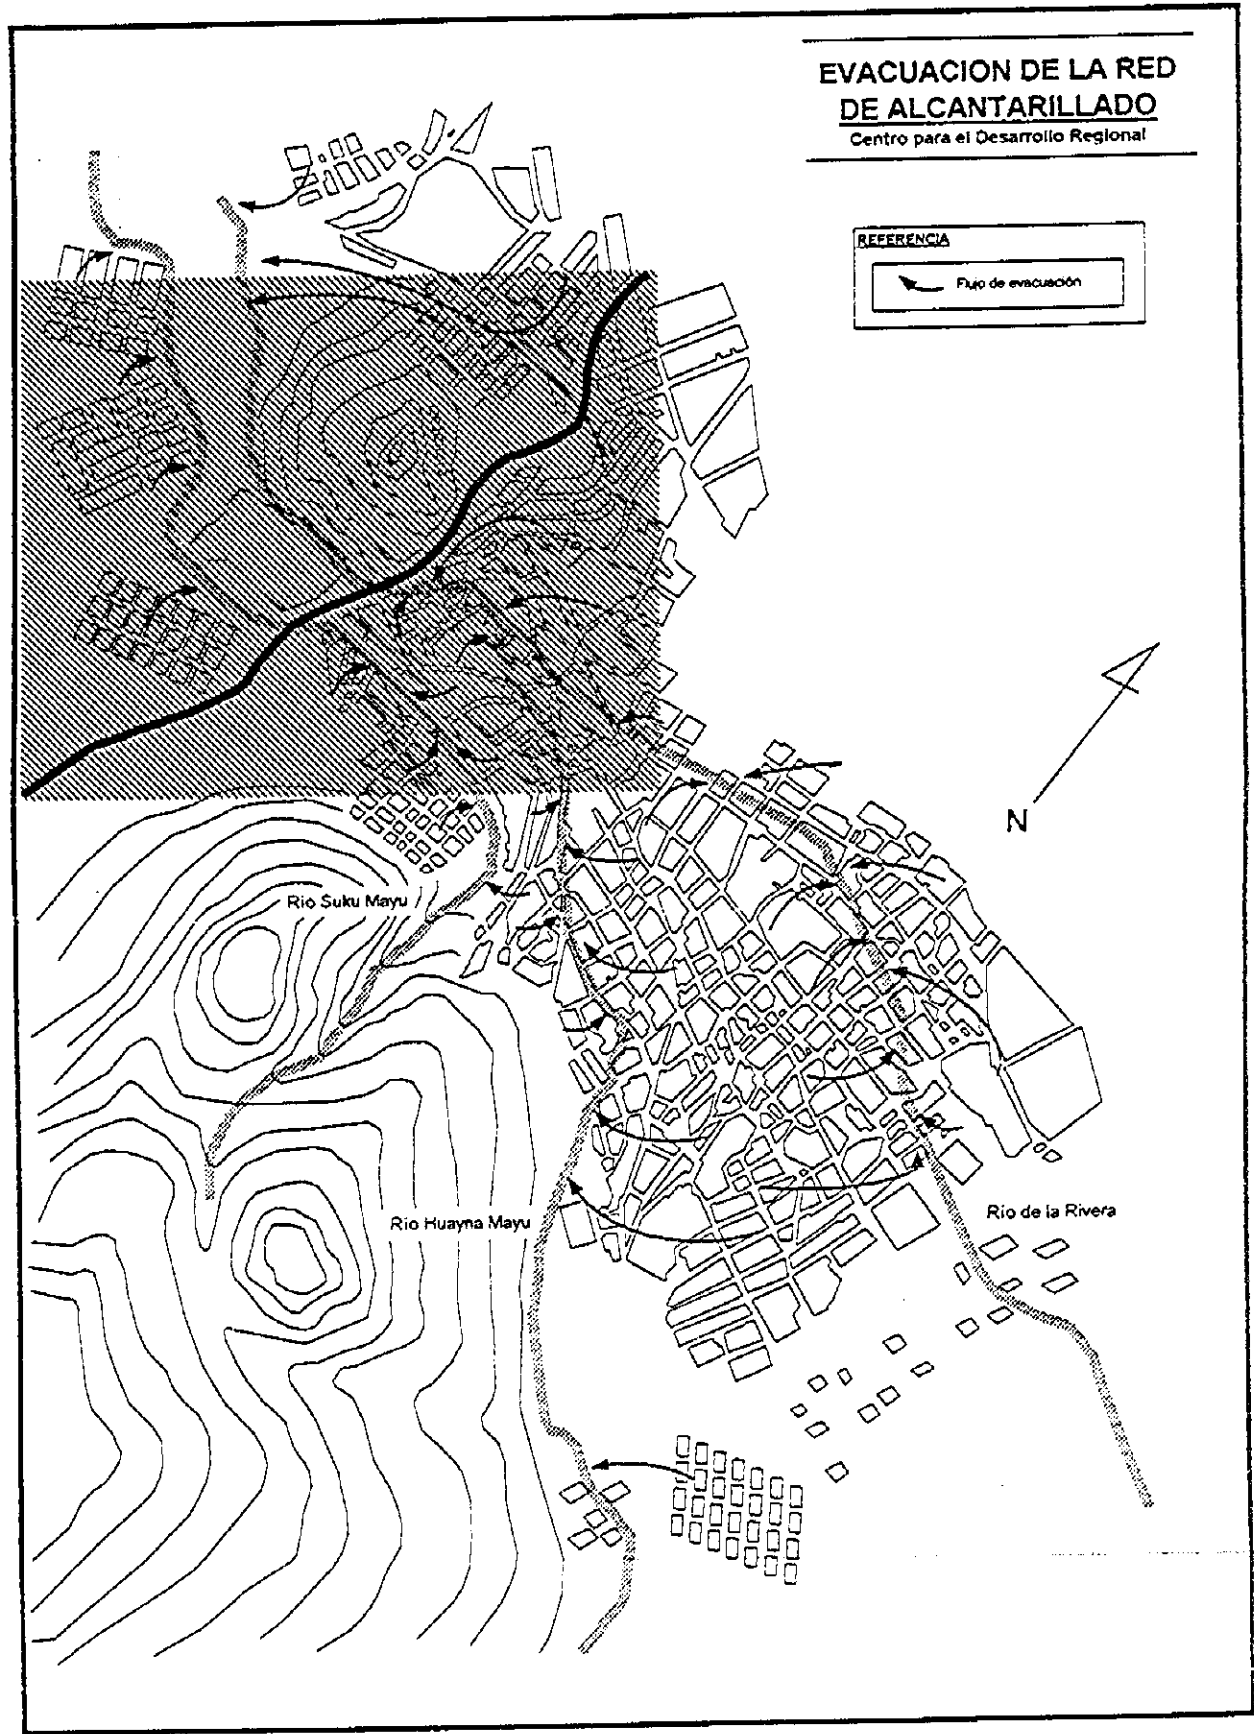 EVACUACION DE LA RED
DE ALCANTARILLADO
Centro para el Desarrollo Regional
REFERENCIA
Flujo de evacuación
N
Rio Suku Mayu
Rio Huayna Mayu
Rio de la Rivera